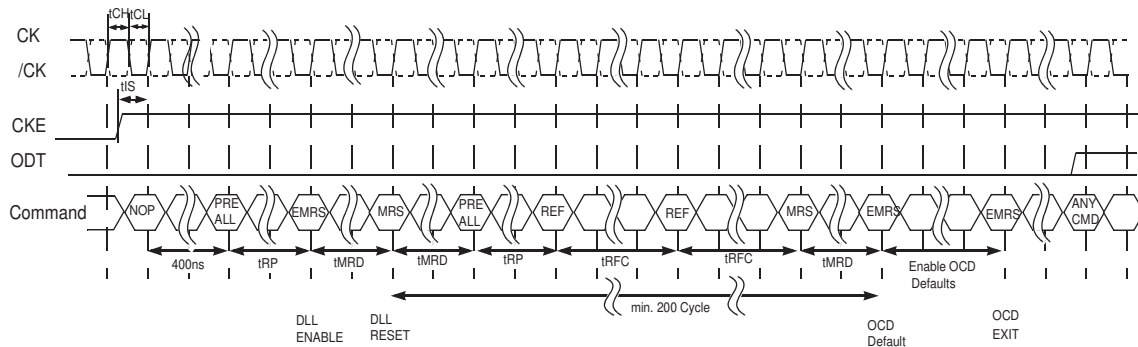 tCH tCL
CK
/CK
tIS
CKE
ODT
Command
NOP
PRE
ALL
EMRS
MRS
PRE
ALL
REF
REF
MRS
EMRS
EMRS
ANY
CMD
400ns
tRP
tMRD
tMRD
tRP
tRFC
tRFC
tMRD
Enable OCD
Defaults
min. 200 Cycle
DLL
ENABLE
DLL
RESET
OCD
Default
OCD
EXIT